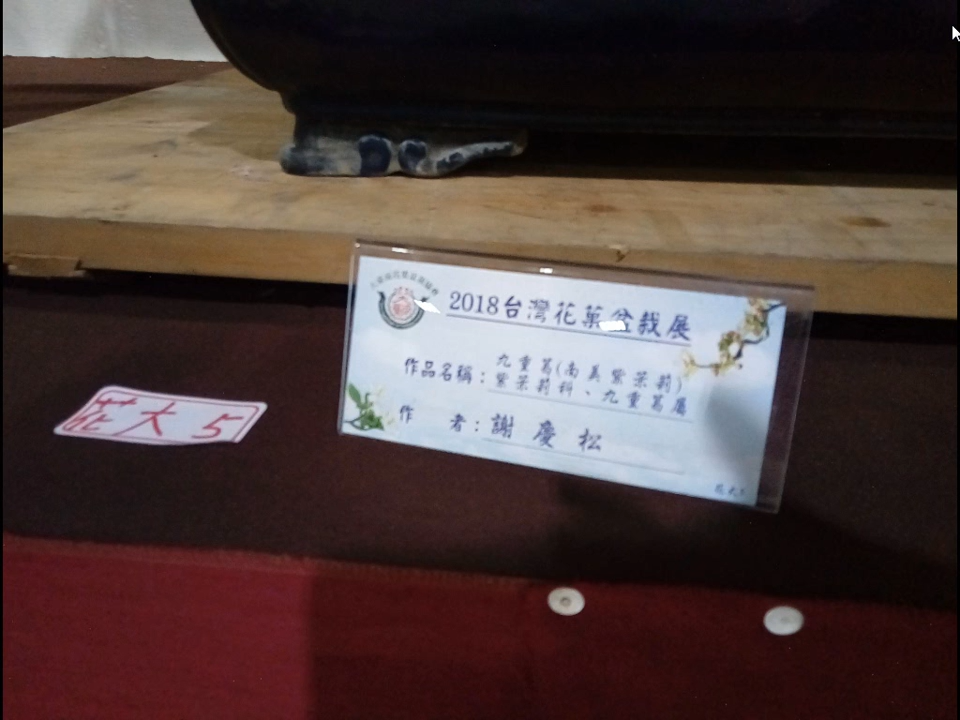 2018台灣花菓盆栽展
作品名稱：九重葛(南美紫茉莉)
紫茉莉科、九重葛屬
作 者：謝慶松
花大5
花大5